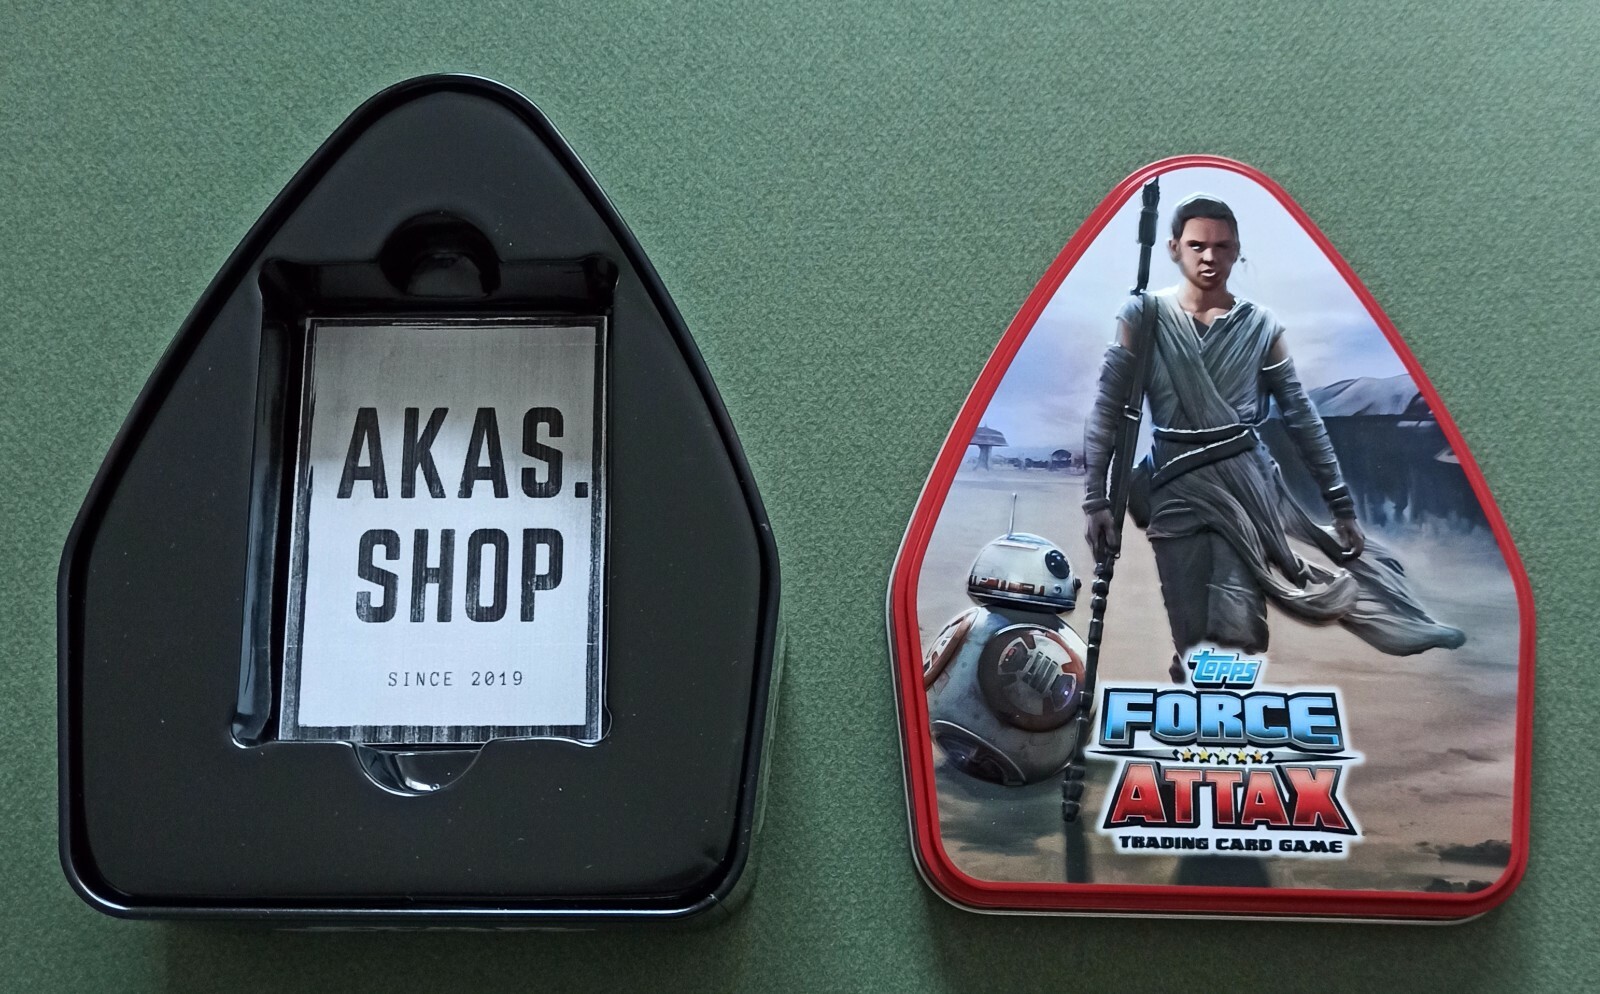 AKAS.
SHOP
SINCE 2019
topps
FORCE
ATTAX
TRADING CARD GAME